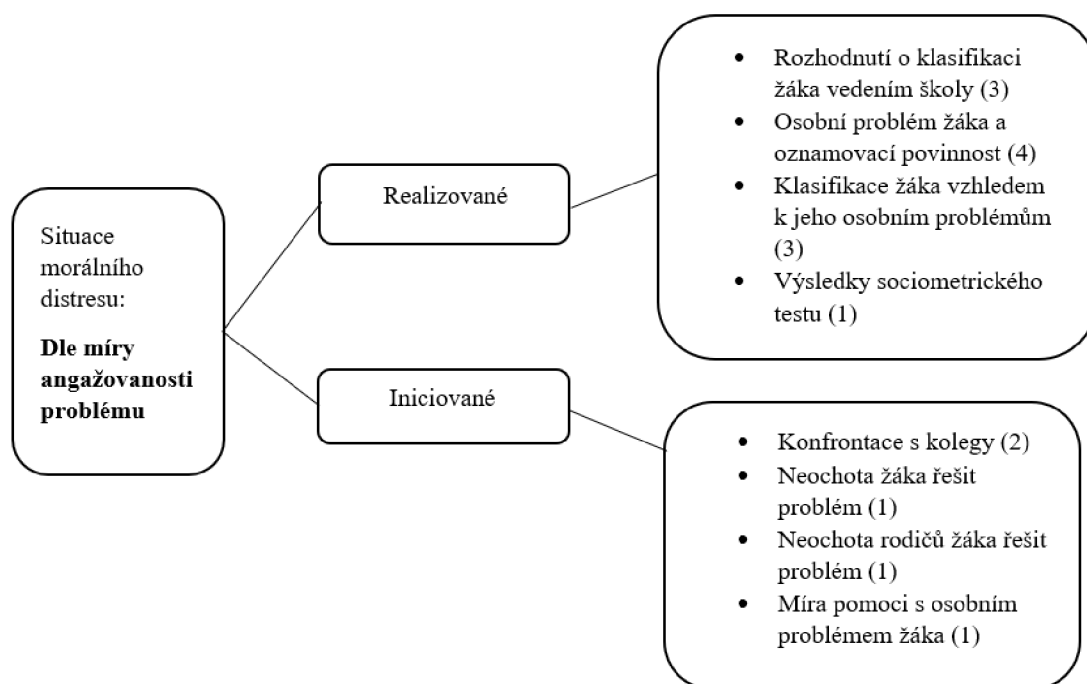 Situace
morálního
distresu:
Dle míry
angažovanosti
problému
Realizované
• Rozhodnutí o klasifikaci
žáka vedením školy (3)
• Osobní problém žáka a
oznamovací povinnost (4)
• Klasifikace žáka vzhledem
k jeho osobním problémům
(3)
• Výsledky sociometrického
testu (1)
Iniciované
• Konfrontace s kolegy (2)
• Neochota žáka řešit
problém (1)
• Neochota rodičů žáka řešit
problém (1)
• Míra pomoci s osobním
problémem žáka (1)